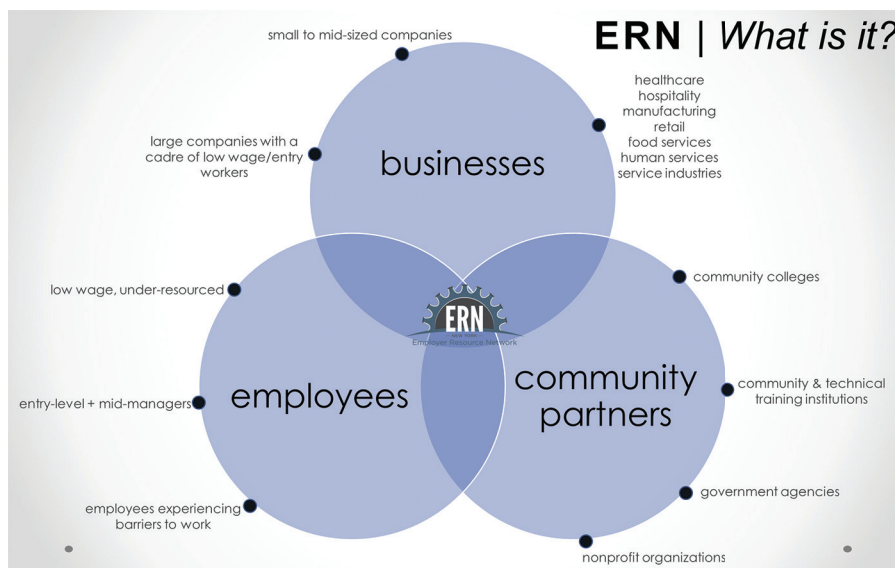 ERN | What is it?
small to mid-sized companies
healthcare
hospitality
manufacturing
retail
food services
human services
service industries
large companies with a
cadre of low wage/entry
workers
businesses
low wage, under-resourced
community colleges
ERN
NEW YORK
Employer Resource Network
employees
community
partners
entry-level + mid-managers
community & technical
training institutions
employees experiencing
barriers to work
government agencies
nonprofit organizations